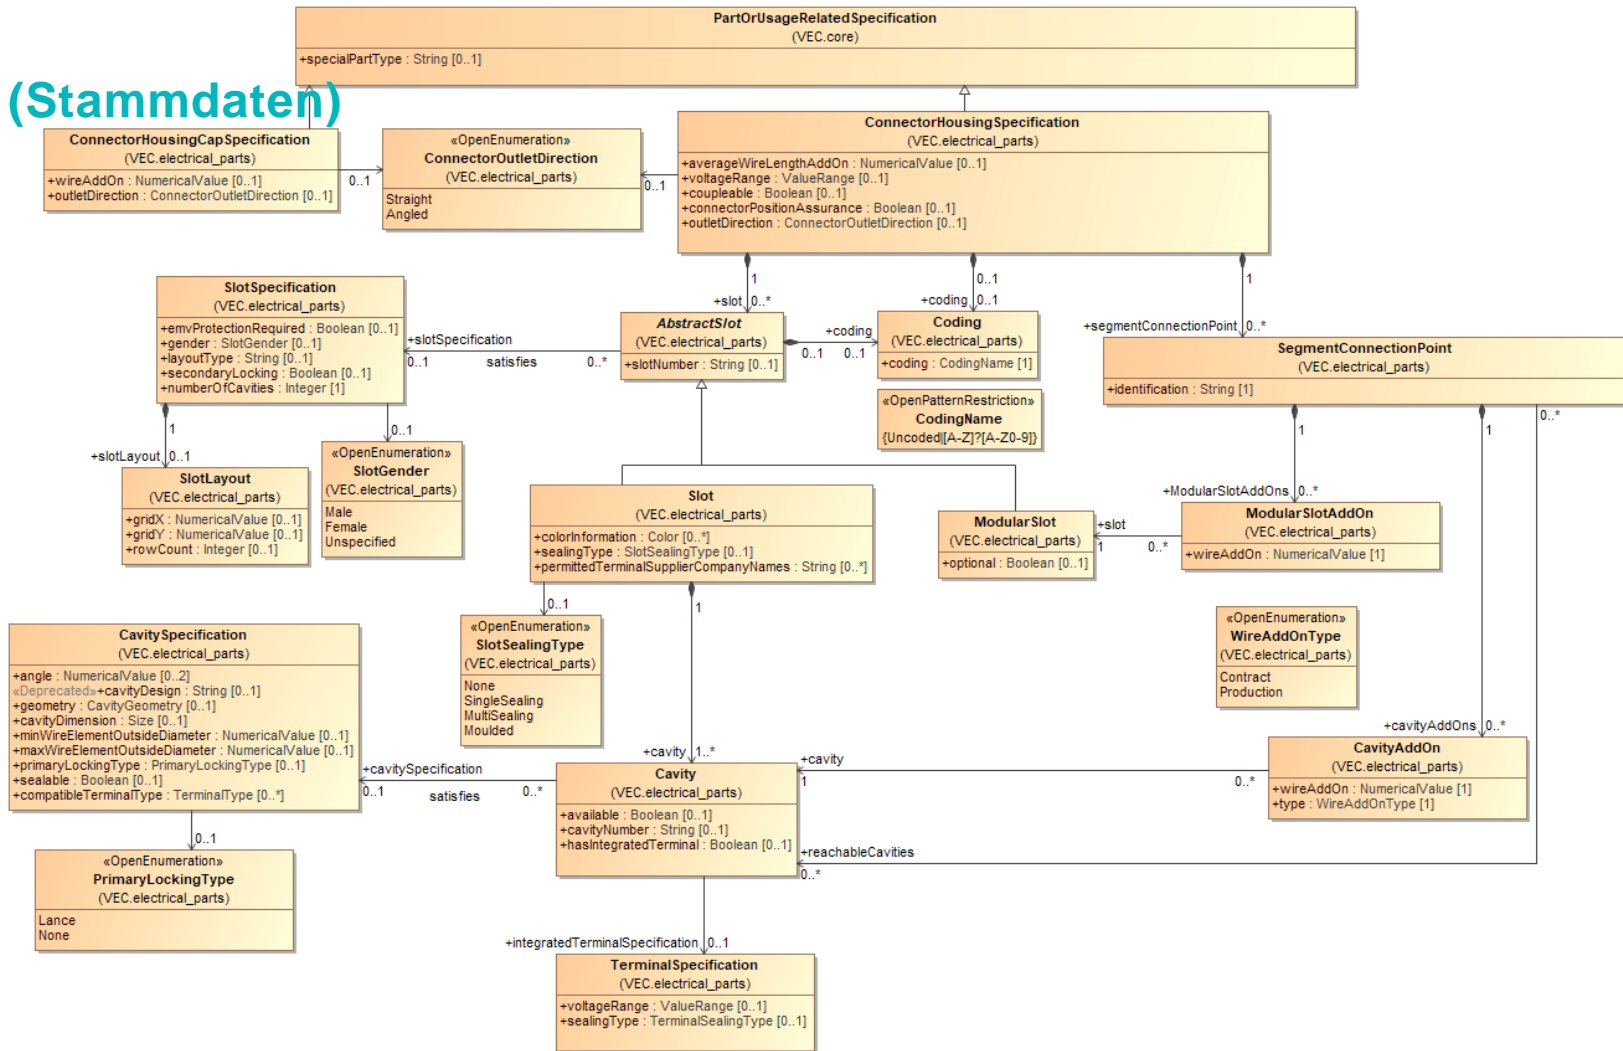 PartOrUsageRelatedSpecification
(VEC.core)
+specialPartType : String [0..1]
(Stammdaten)
ConnectorHousingCapSpecification
(VEC.electrical_parts)
+wireAddOn : NumericalValue [0..1]
+outletDirection : ConnectorOutletDirection [0..1]
0..1
«OpenEnumeration»
ConnectorOutletDirection
(VEC.electrical_parts)
Straight
Angled
0..1
ConnectorHousingSpecification
(VEC.electrical_parts)
+averageWireLengthAddOn : NumericalValue [0..1]
+voltageRange : ValueRange [0..1]
+coupleable : Boolean [0..1]
+connectorPositionAssurance : Boolean [0..1]
+outletDirection : ConnectorOutletDirection [0..1]
1
+slot 0..*
0..1
+coding 0..1
1
+segmentConnectionPoint 0..*
SlotSpecification
(VEC.electrical_parts)
+emvProtectionRequired : Boolean [0..1]
+gender : SlotGender [0..1]
+layoutType : String [0..1]
+secondaryLocking : Boolean [0..1]
+numberOfCavities : Integer [1]
+slotSpecification
0..1 satisfies 0..*
AbstractSlot
(VEC.electrical_parts)
+slotNumber : String [0..1]
+coding
0..1 0..1
Coding
(VEC.electrical_parts)
+coding : CodingName [1]
«OpenPatternRestriction»
CodingName
{Uncoded|[A-Z]?[A-Z0-9]}
SegmentConnectionPoint
(VEC.electrical_parts)
+identification : String [1]
0..*
1
+slotLayout 0..1
0..1
SlotLayout
(VEC.electrical_parts)
+gridX : NumericalValue [0..1]
+gridY : NumericalValue [0..1]
+rowCount : Integer [0..1]
«OpenEnumeration»
SlotGender
(VEC.electrical_parts)
Male
Female
Unspecified
Slot
(VEC.electrical_parts)
+colorInformation : Color [0..*]
+sealingType : SlotSealingType [0..1]
+permittedTerminalSupplierCompanyNames : String [0..*]
ModularSlot
(VEC.electrical_parts)
+optional : Boolean [0..1]
+slot
1 0..*
1
+ModularSlotAddOns 0..*
ModularSlotAddOn
(VEC.electrical_parts)
+wireAddOn : NumericalValue [1]
1
0..1
«OpenEnumeration»
SlotSealingType
(VEC.electrical_parts)
None
SingleSealing
MultiSealing
Moulded
1
+cavity 1..*
«OpenEnumeration»
WireAddOnType
(VEC.electrical_parts)
Contract
Production
+cavityAddOns 0..*
CavityAddOn
(VEC.electrical_parts)
+wireAddOn : NumericalValue [1]
+type : WireAddOnType [1]
CavitySpecification
(VEC.electrical_parts)
+angle : NumericalValue [0..2]
«Deprecated»+cavityDesign : String [0..1]
+geometry : CavityGeometry [0..1]
+cavityDimension : Size [0..1]
+minWireElementOutsideDiameter : NumericalValue [0..1]
+maxWireElementOutsideDiameter : NumericalValue [0..1]
+primaryLockingType : PrimaryLockingType [0..1]
+sealable : Boolean [0..1]
+compatibleTerminalType : TerminalType [0..*]
+cavitySpecification
0..1 satisfies 0..*
Cavity
(VEC.electrical_parts)
+available : Boolean [0..1]
+cavityNumber : String [0..1]
+hasIntegratedTerminal : Boolean [0..1]
+cavity
1 0..*
+reachableCavities
0..*
0..1
«OpenEnumeration»
PrimaryLockingType
(VEC.electrical_parts)
Lance
None
+integratedTerminalSpecification 0..1
TerminalSpecification
(VEC.electrical_parts)
+voltageRange : ValueRange [0..1]
+sealingType : TerminalSealingType [0..1]